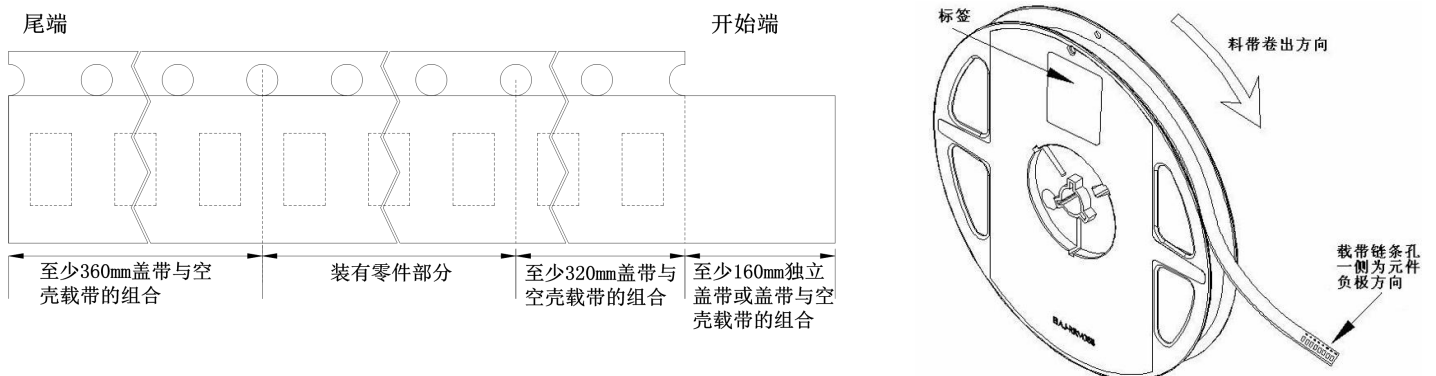 尾端
开始端
至少360mm盖带与空
壳载带的组合
装有零件部分
至少320mm盖带与
空壳载带的组合
至少160mm独立
盖带或盖带与空
壳载带的组合
标签
料带卷出方向
载带链条孔
一侧为元件
负极方向